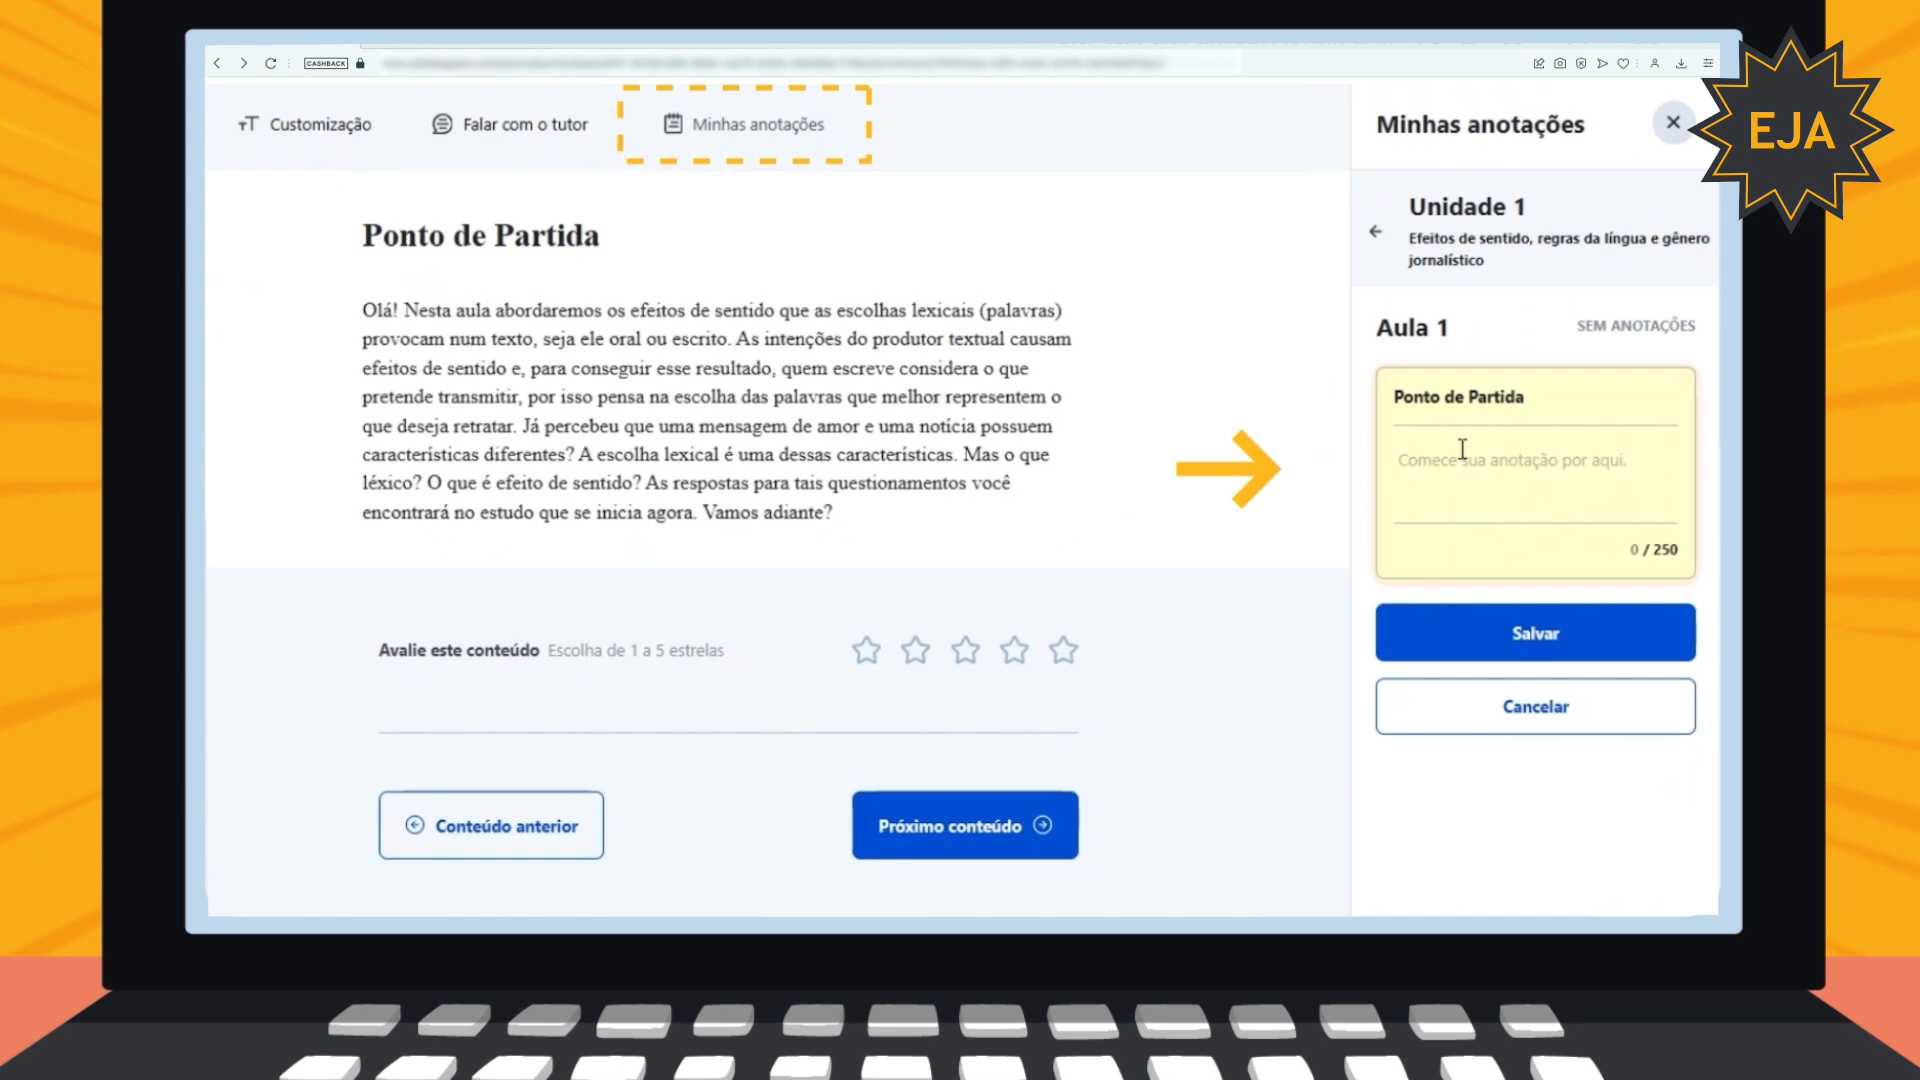 CASHBACK
Customização
Falar com o tutor
Minhas anotações
Minhas anotações
EJA
Unidade 1
Efeitos de sentido, regras da língua e gênero
jornalístico
Ponto de Partida
Olá! Nesta aula abordaremos os efeitos de sentido que as escolhas lexicais (palavras)
provocam num texto, seja ele oral ou escrito. As intenções do produtor textual causam
efeitos de sentido e, para conseguir esse resultado, quem escreve considera o que
pretende transmitir, por isso pensa na escolha das palavras que melhor representem o
que deseja retratar. Já percebeu que uma mensagem de amor e uma notícia possuem
características diferentes? A escolha lexical é uma dessas características. Mas o que
léxico? O que é efeito de sentido? As respostas para tais questionamentos você
encontrará no estudo que se inicia agora. Vamos adiante?
Aula 1
SEM ANOTAÇÕES
Ponto de Partida
Comece sua anotação por aqui.
0 / 250
Salvar
Cancelar
Avalie este conteúdo Escolha de 1 a 5 estrelas
Conteúdo anterior
Próximo conteúdo